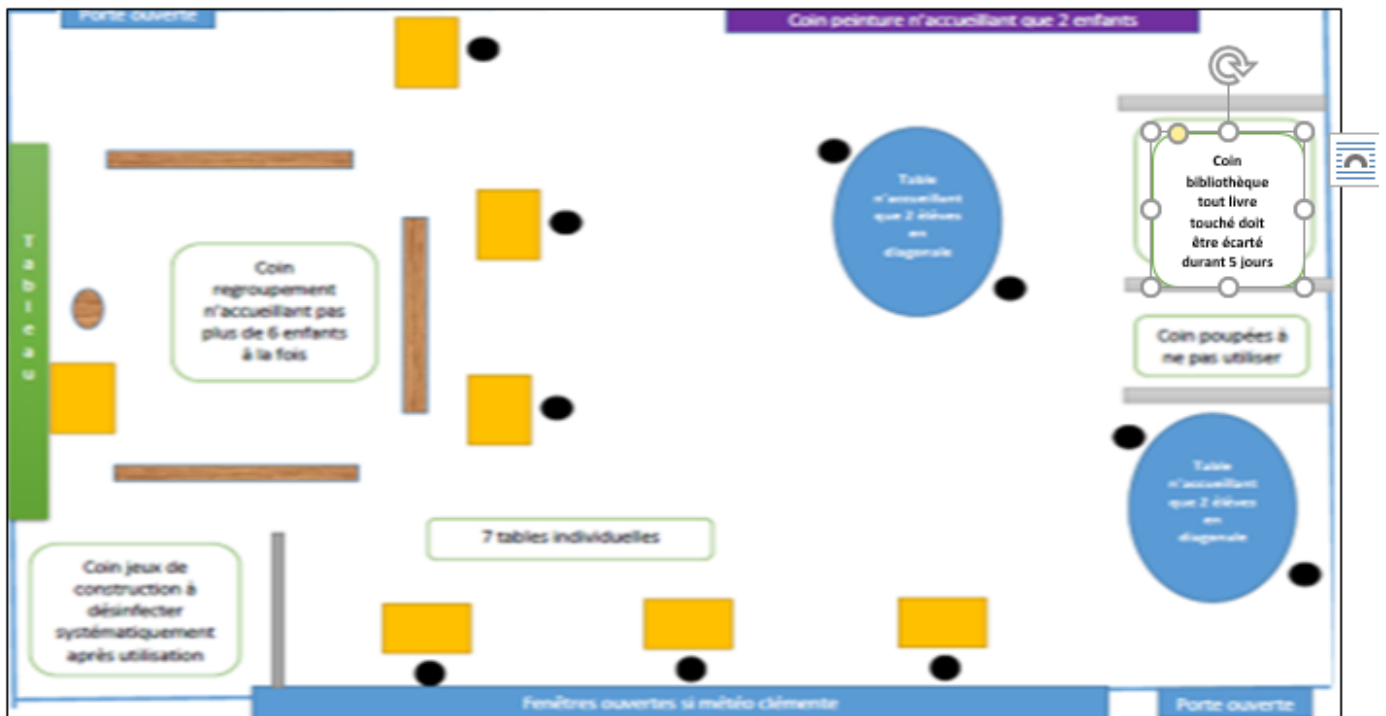 Porte ouverte
Coin peinture n'accueillant que 2 enfants
Tableau
Coin
regroupement
n'accueillant pas
plus de 6 enfants
à la fois
Table
n'accueillant
que 2 élèves
en
diagonale
Coin
bibliothèque
tout livre
touché doit
être écarté
durant 5 jours
Coin poupées à
ne pas utiliser
Table
n'accueillant
que 2 élèves
en
diagonale
7 tables individuelles
Coin jeux de
construction à
désinfecter
systématiquement
après utilisation
Fenêtres ouvertes si météo clémente
Porte ouverte